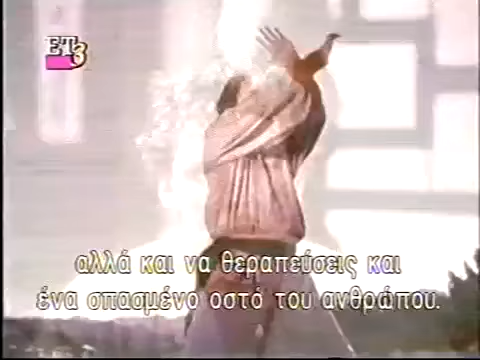 ET3
αλλά και να θεραπεύσεις και
ένα σπασμένο οστό του ανθρώπου.